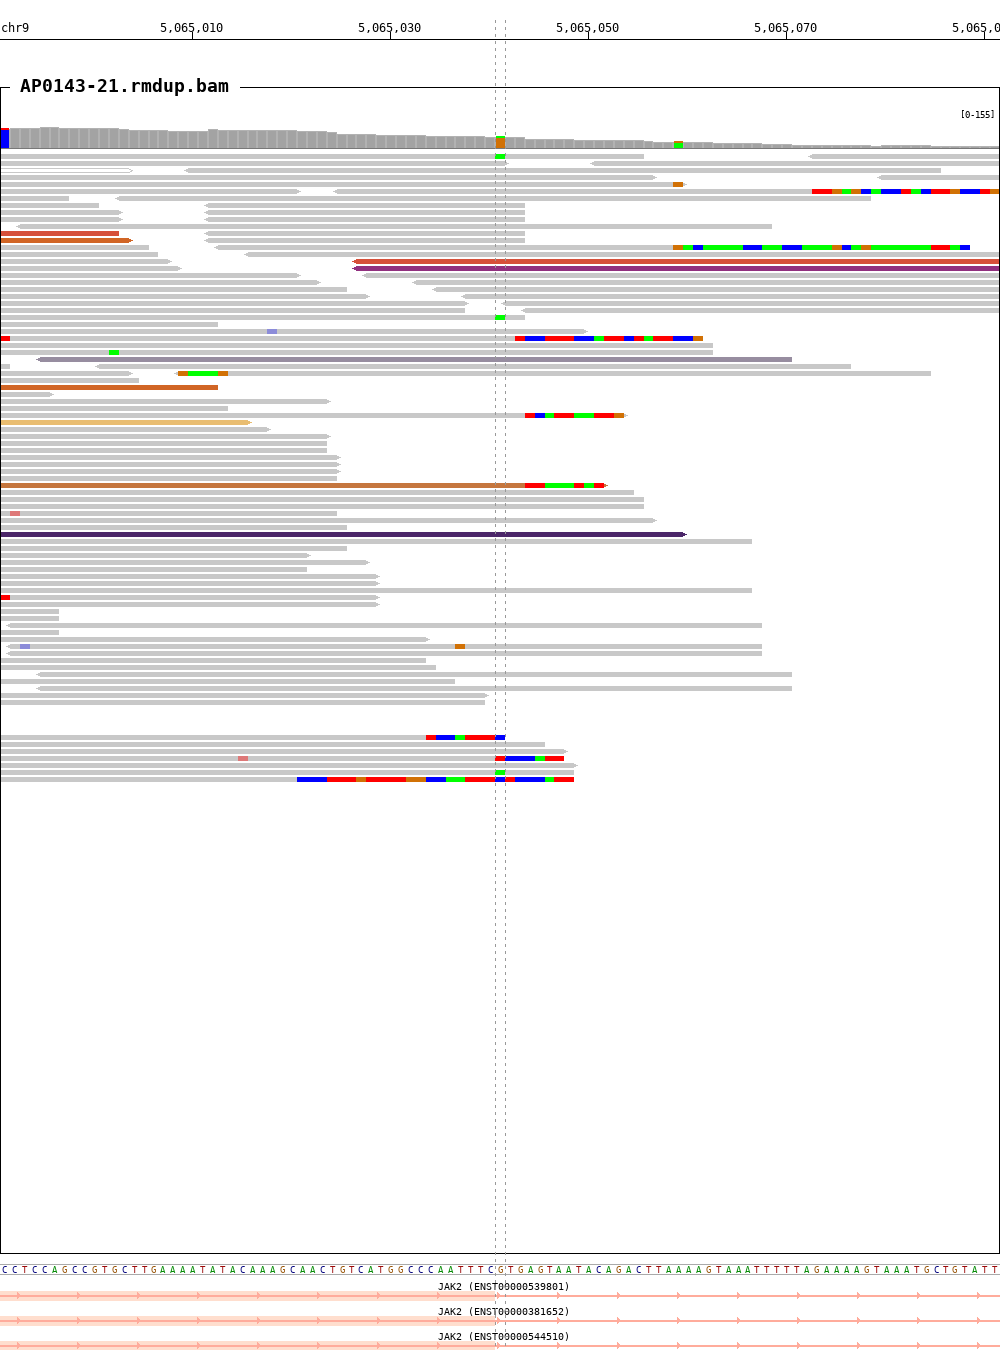 chr9 5,065,010 5,065,030 5,065,050 5,065,070 5,065,0
AP0143-21.rmdup.bam
[0-155]
CCTCCAGCCGTGCTTGAAAATATACAAAGCAACTGTCATGGCCCAATTTCGTGAGTAATACAGACTTAAAAGTAAATTTTTAGAAAAGTAAATGCTGTATT
JAK2 (ENST00000539801)
JAK2 (ENST00000381652)
JAK2 (ENST00000544510)